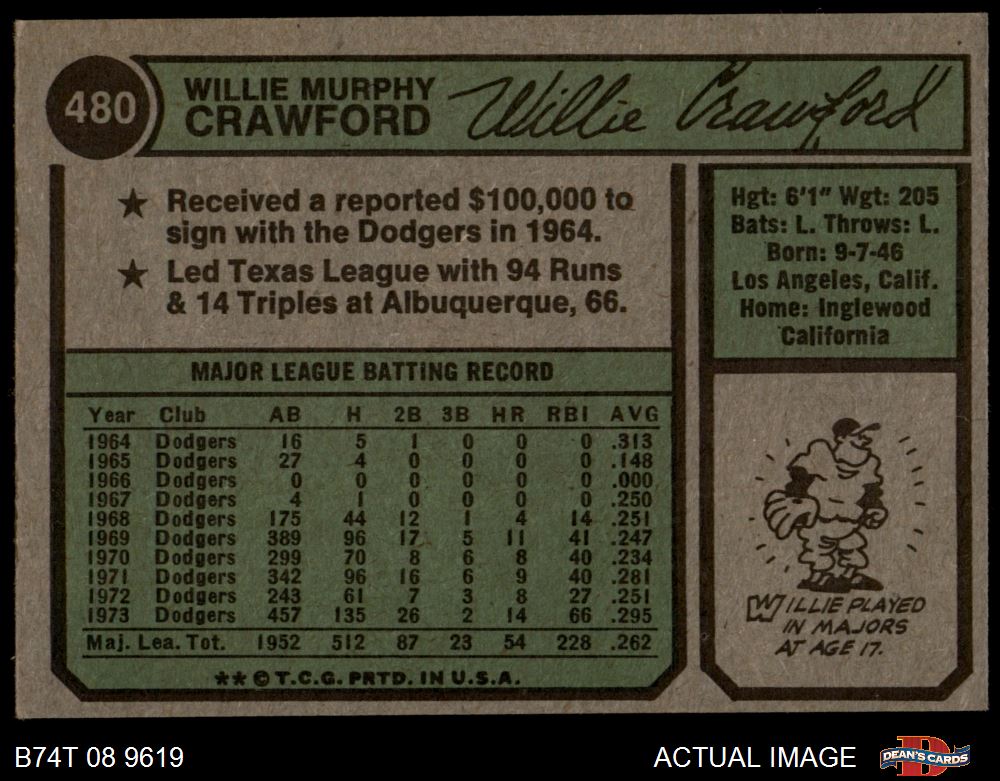 480
WILLIE MURPHY
CRAWFORD
Willie Crawford
★ Received a reported $100,000 to
sign with the Dodgers in 1964.
★ Led Texas League with 94 Runs
& 14 Triples at Albuquerque, 66.
Hgt: 6'1" Wgt: 205
Bats: L. Throws: L.
Born: 9-7-46
Los Angeles, Calif.
Home: Inglewood
California
MAJOR LEAGUE BATTING RECORD
Year Club AB H 2B 3B HR RBI AVG
1964 Dodgers 16 5 1 0 0 0 .313
1965 Dodgers 27 4 0 0 0 0 .148
1966 Dodgers 0 0 0 0 0 0 .000
1967 Dodgers 4 1 0 0 0 0 .250
1968 Dodgers 175 44 12 1 4 14 .251
1969 Dodgers 389 96 17 5 11 41 .247
1970 Dodgers 299 70 8 6 8 40 .234
1971 Dodgers 342 96 16 6 9 40 .281
1972 Dodgers 243 61 7 3 8 27 .251
1973 Dodgers 457 135 26 2 14 66 .295
Maj. Lea. Tot. 1952 512 87 23 54 228 .262
★★ © T.C.G. PRTD. IN U.S.A.
WILLIE PLAYED
IN MAJORS
AT AGE 17.
B74T 08 9619
ACTUAL IMAGE
D
DEAN'S CARDS